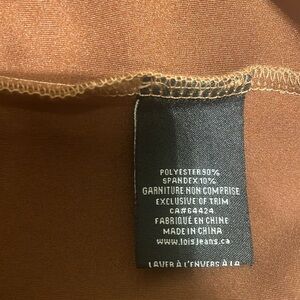 POLYESTER 90%
SPANDEX 10%
GARNITURE NON COMPRISE
EXCLUSIVE OF TRIM
CA#64424
FABRIQUÉ EN CHINE
MADE IN CHINA
www.loisjeans.ca
LAVER À L'ENVERS À LA